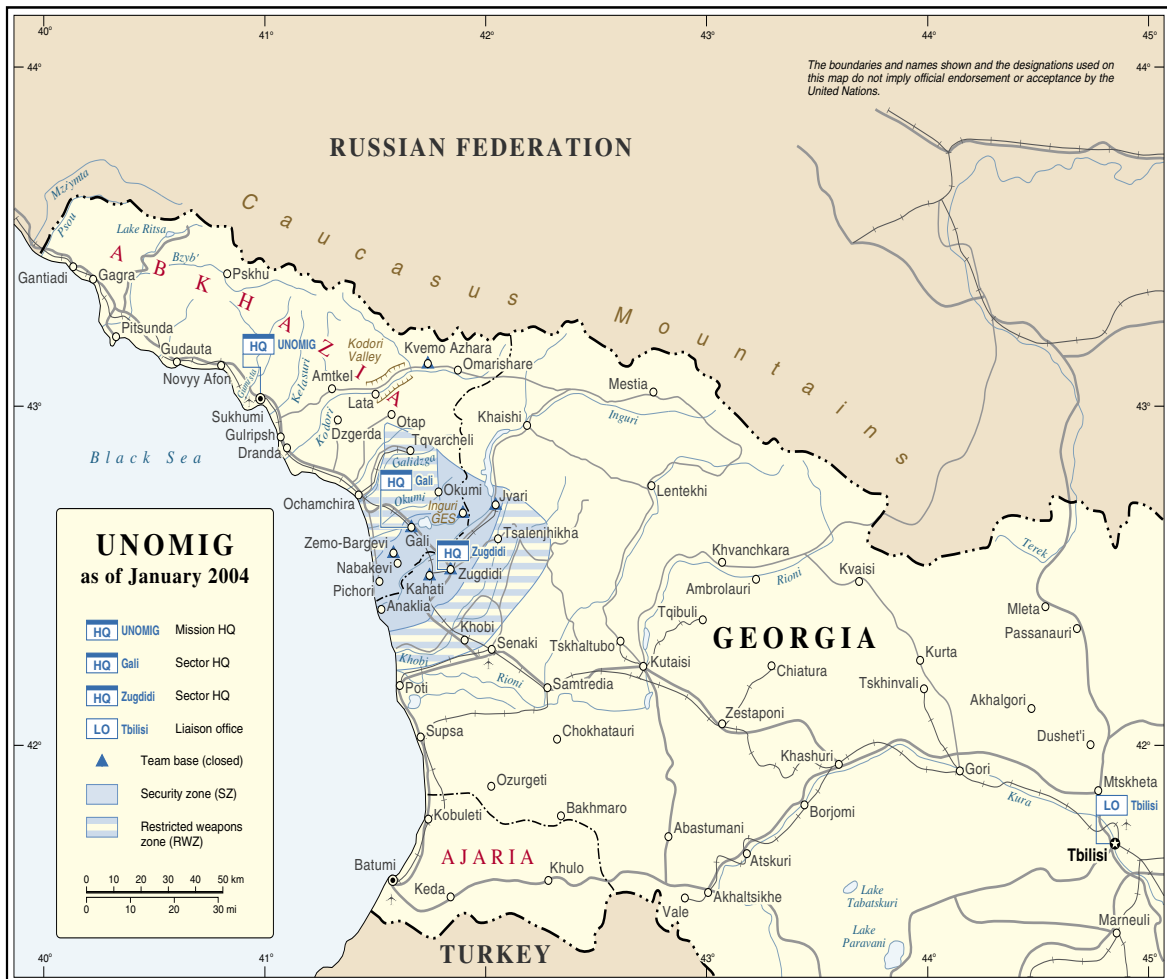 40°
41°
42°
43°
44°
45°
44°
44°
The boundaries and names shown and the designations used on
this map do not imply official endorsement or acceptance by the
United Nations.
RUSSIAN FEDERATION
Caucasus Mountains
Mziymta
Psou
Lake Ritsa
Bzyb'
ABKHAZIA
Gantiadi
Gagra
Pskhu
Pitsunda
HQ UNOMIG
Gudauta
Novyy Afon
Gumista
Kelasuri
Kodori
Valley
Kvemo Azhara
Omarishare
Amtkel
Lata
Mestia
43°
43°
Sukhumi
Otap
Khaishi
Inguri
Gulripsh
Kodori
Dzgerda
Tqvarcheli
Dranda
Black Sea
Galidzga
HQ Gali
Ochamchira
Okumi
Okumi
Jvari
Lentekhi
Inguri
GES
Gali
Tsalenjhikha
Zemo-Bargevi
HQ Zugdidi
Nabakevi
Zugdidi
Pichori
Kahati
Anaklia
Khvanchkara
Ambrolauri
Rioni
Kvaisi
Terek
Tqibuli
Mleta
Passanauri
Khobi
Senaki
Tskhaltubo
GEORGIA
Khobi
Rioni
Kutaisi
Chiatura
Kurta
Tskhinvali
Akhalgori
Poti
Samtredia
Zestaponi
Dushet'i
Supsa
Chokhatauri
42°
42°
Khashuri
Gori
Mtskheta
Ozurgeti
Kura
LO Tbilisi
Kobuleti
Bakhmaro
Borjomi
Abastumani
Tbilisi
Batumi
AJARIA
Atskuri
Keda
Khulo
Vale
Akhaltsikhe
Lake
Tabatskuri
Lake
Paravani
Marneuli
TURKEY
UNOMIG
as of January 2004
HQ UNOMIG Mission HQ
HQ Gali Sector HQ
HQ Zugdidi Sector HQ
LO Tbilisi Liaison office
Team base (closed)
Security zone (SZ)
Restricted weapons
zone (RWZ)
0 10 20 30 40 50 km
0 10 20 30 mi
41°
42°
43°
44°
45°